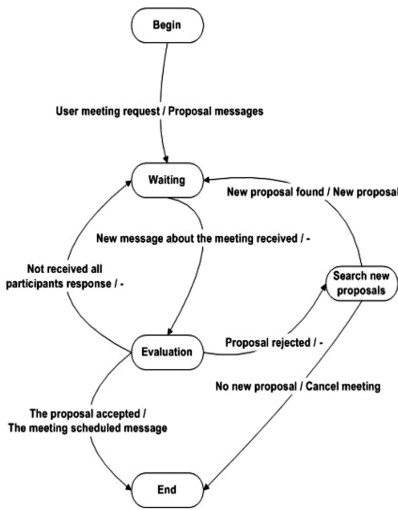 Begin
User meeting request / Proposal messages
Waiting
New proposal found / New proposal
New message about the meeting received / -
Not received all
participants response / -
Search new
proposals
Proposal rejected / -
Evaluation
No new proposal / Cancel meeting
The proposal accepted /
The meeting scheduled message
End